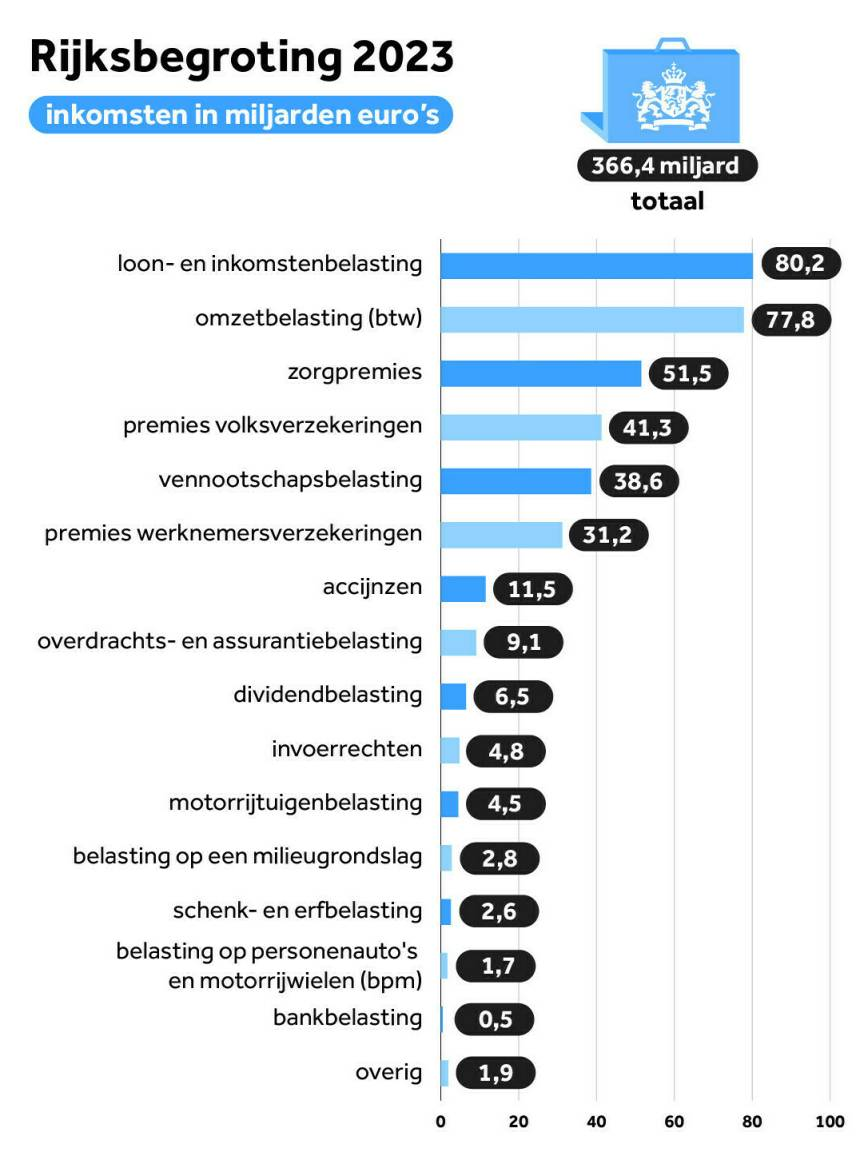 Rijksbegroting 2023
inkomsten in miljarden euro's
366,4 miljard
totaal
loon- en inkomstenbelasting 80,2
omzetbelasting (btw) 77,8
zorgpremies 51,5
premies volksverzekeringen 41,3
vennootschapsbelasting 38,6
premies werknemersverzekeringen 31,2
accijnzen 11,5
overdrachts- en assurantiebelasting 9,1
dividendbelasting 6,5
invoerrechten 4,8
motorrijtuigenbelasting 4,5
belasting op een milieugrondslag 2,8
schenk- en erfbelasting 2,6
belasting op personenauto's
en motorrijwielen (bpm) 1,7
bankbelasting 0,5
overig 1,9
0 20 40 60 80 100